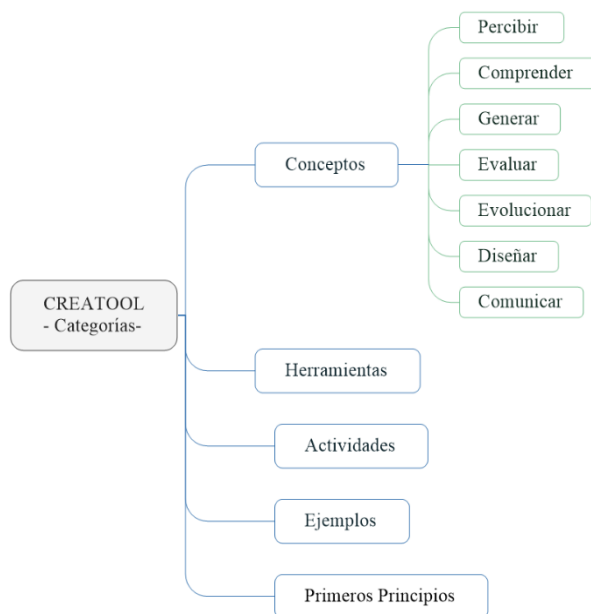 Percibir
Comprender
Generar
Conceptos
Evaluar
Evolucionar
Diseñar
Comunicar
CREATOOL
- Categorías-
Herramientas
Actividades
Ejemplos
Primeros Principios